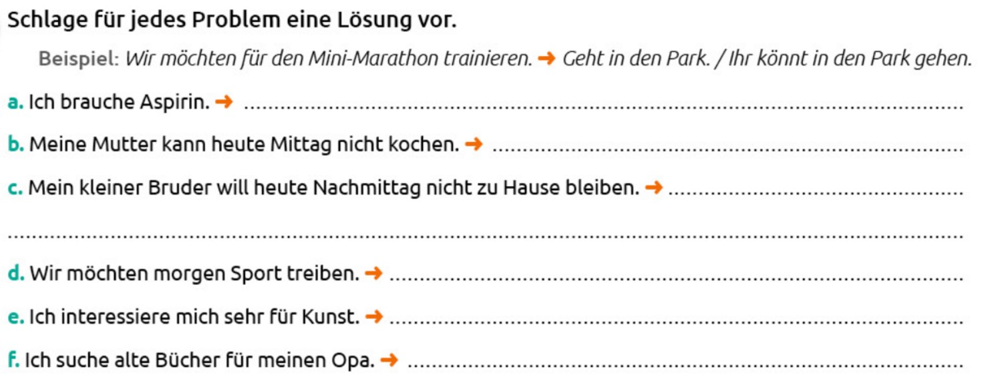 Schlage für jedes Problem eine Lösung vor.
Beispiel: Wir möchten für den Mini-Marathon trainieren. ➜ Geht in den Park. / Ihr könnt in den Park gehen.
a. Ich brauche Aspirin. ➜ ........................................................................
b. Meine Mutter kann heute Mittag nicht kochen. ➜ ........................................................................
c. Mein kleiner Bruder will heute Nachmittag nicht zu Hause bleiben. ➜ ................................................
........................................................................
d. Wir möchten morgen Sport treiben. ➜ ........................................................................
e. Ich interessiere mich sehr für Kunst. ➜ ........................................................................
f. Ich suche alte Bücher für meinen Opa. ➜ ........................................................................